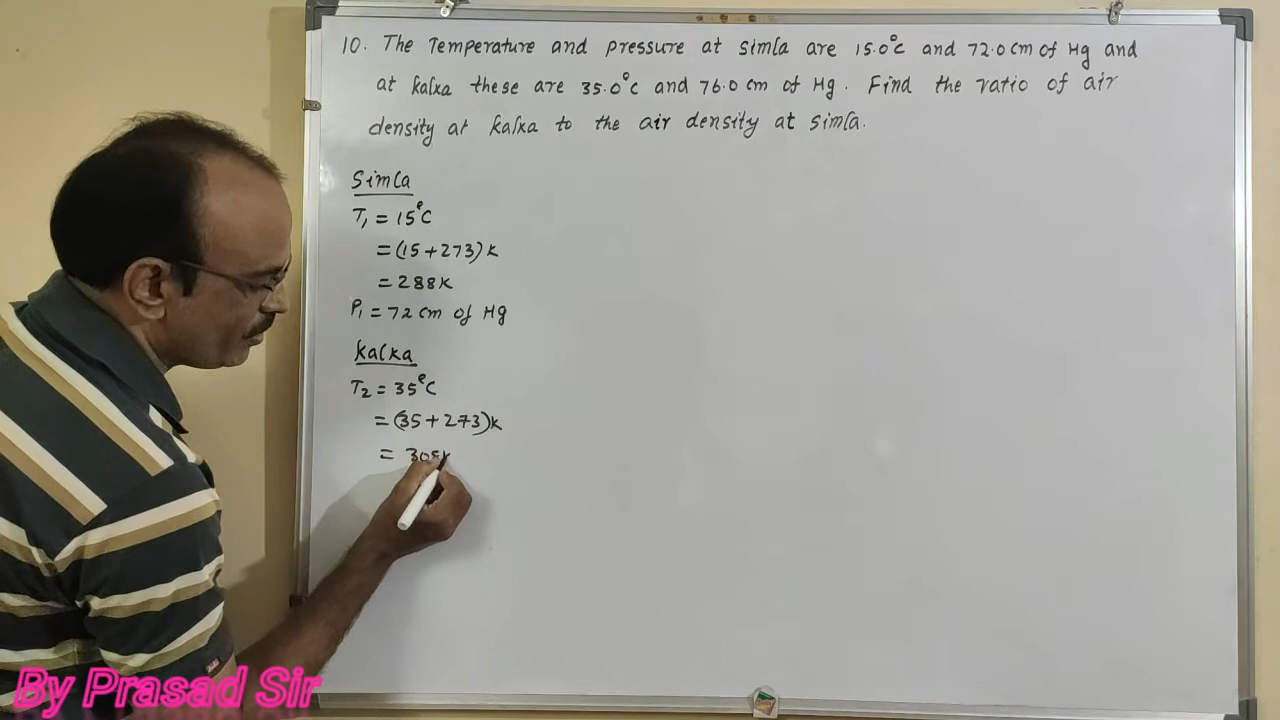 10. The Temperature and pressure at simla are 15.0°C and 72.0 cm of Hg and
at kalka these are 35.0°C and 76.0 cm of Hg. Find the ratio of air
density at kalka to the air density at simla.
Simla
T₁ = 15°C
= (15+273)K
= 288K
P₁ = 72 cm of Hg
kalka
T₂ = 35°C
= (35+273)K
= 308K
By Prasad Sir